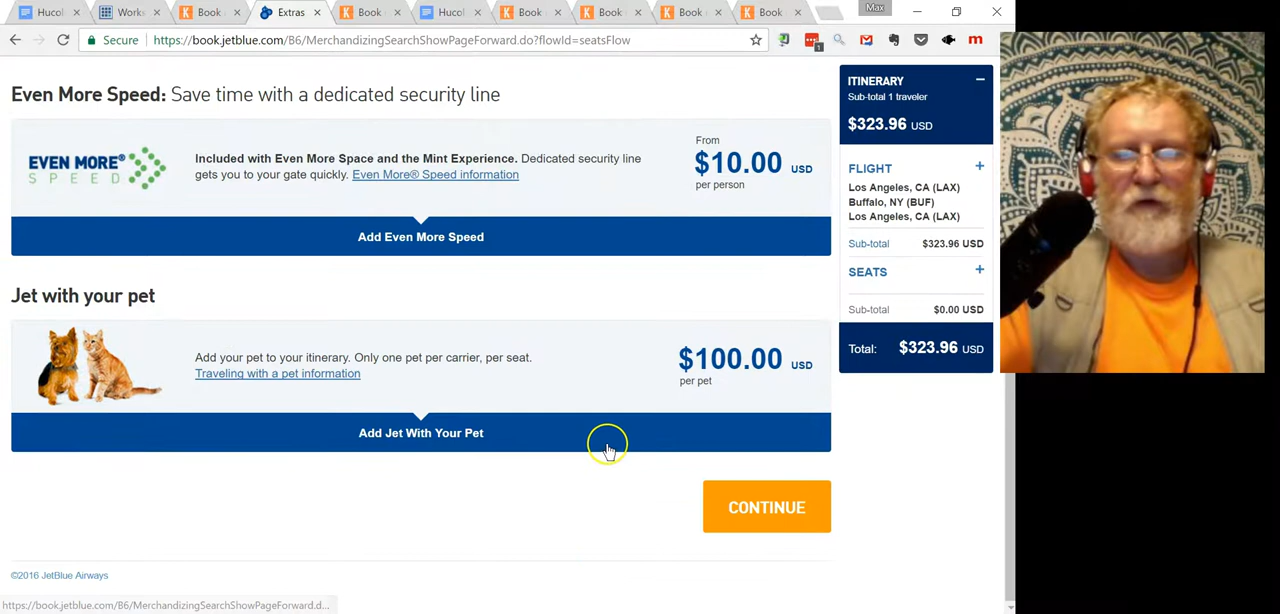 Hucol
Works
Book
Extras
Book
Hucol
Book
Book
Book
Book
Max
Secure
https://book.jetblue.com/B6/MerchandizingSearchShowPageForward.do?flowId=seatsFlow
1
Even More Speed: Save time with a dedicated security line
EVEN MORE®
SPEED
Included with Even More Space and the Mint Experience. Dedicated security line
gets you to your gate quickly. Even More® Speed information
From
$10.00 USD
per person
Add Even More Speed
Jet with your pet
Add your pet to your itinerary. Only one pet per carrier, per seat.
Traveling with a pet information
$100.00 USD
per pet
Add Jet With Your Pet
CONTINUE
©2016 JetBlue Airways
https://book.jetblue.com/B6/MerchandizingSearchShowPageForward.d...
ITINERARY
Sub-total 1 traveler
$323.96 USD
FLIGHT +
Los Angeles, CA (LAX)
Buffalo, NY (BUF)
Los Angeles, CA (LAX)
Sub-total $323.96 USD
SEATS +
Sub-total $0.00 USD
Total: $323.96 USD